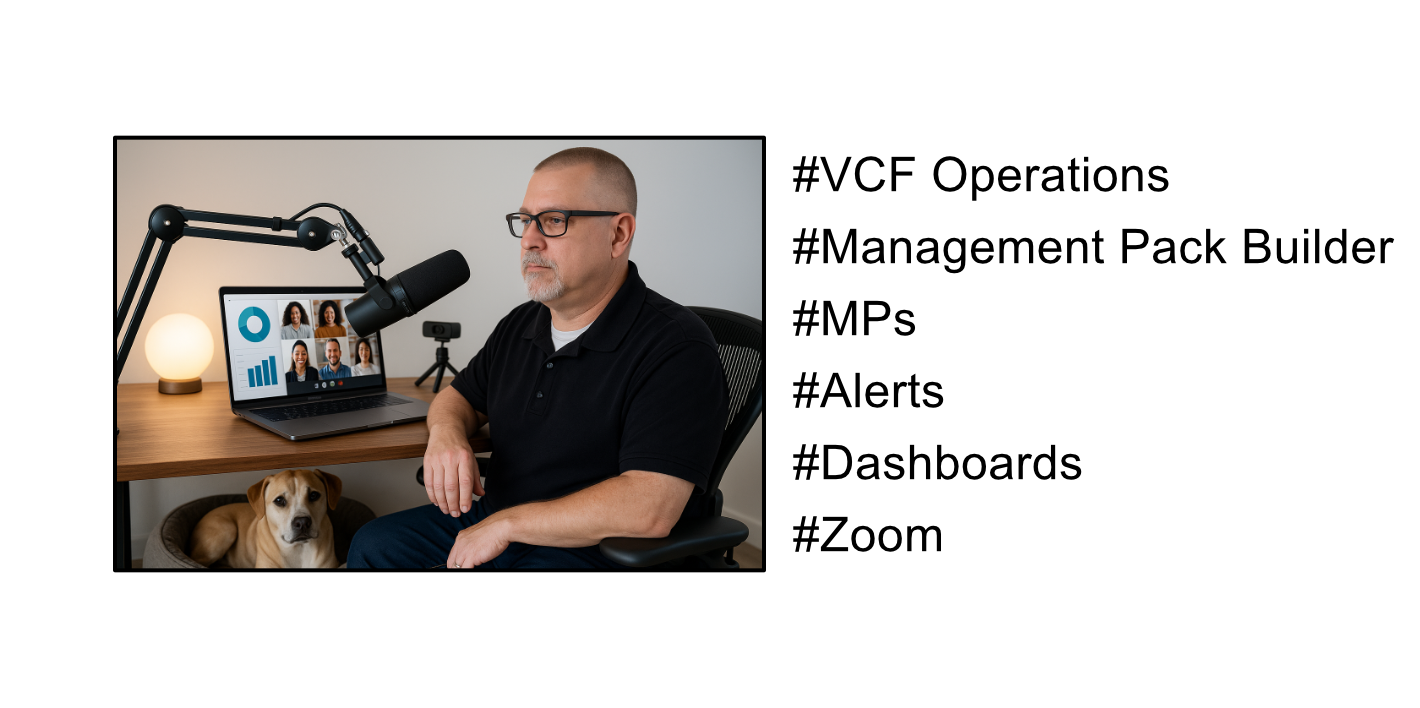 #VCF Operations
#Management Pack Builder
#MPs
#Alerts
#Dashboards
#Zoom